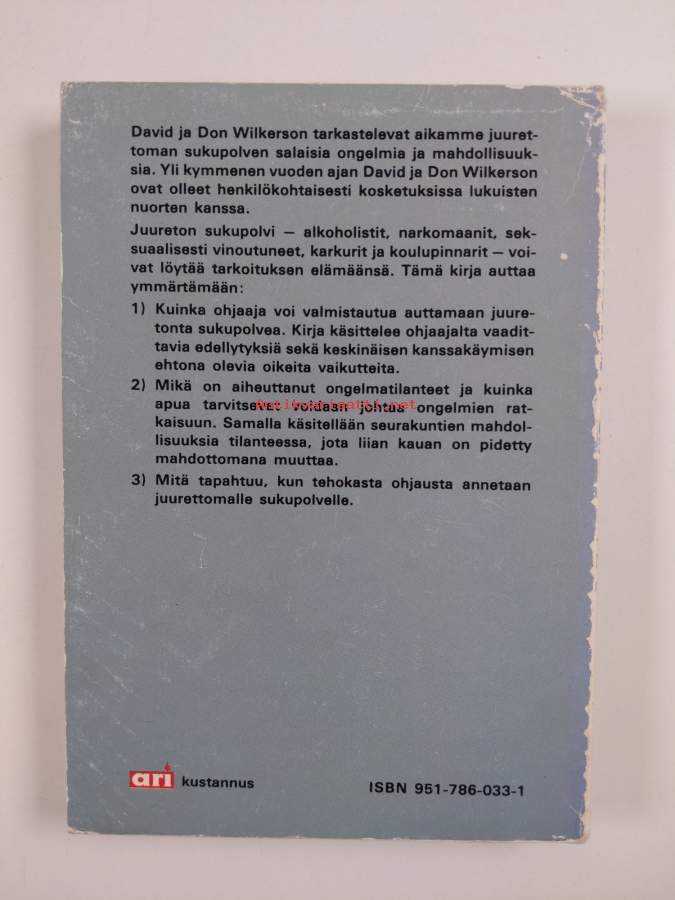 David ja Don Wilkerson tarkastelevat aikamme juuret-
toman sukupolven salaisia ongelmia ja mahdollisuuk-
sia. Yli kymmenen vuoden ajan David ja Don Wilkerson
ovat olleet henkilökohtaisesti kosketuksissa lukuisten
nuorten kanssa.
Juureton sukupolvi — alkoholistit, narkomaanit, sek-
suaalisesti vinoutuneet, karkurit ja koulupinnarit — voi-
vat löytää tarkoituksen elämäänsä. Tämä kirja auttaa
ymmärtämään:
1) Kuinka ohjaaja voi valmistautua auttamaan juure-
tonta sukupolvea. Kirja käsittelee ohjaajalta vaadit-
tavia edellytyksiä sekä keskinäisen kanssakäymisen
ehtona olevia oikeita vaikutteita.
2) Mikä on aiheuttanut ongelmatilanteet ja kuinka
apua tarvitsevat voidaan johtaa ongelmien rat-
Antikvariaatti.net
kaisuun. Samalla käsitellään seurakuntien mahdol-
lisuuksia tilanteessa, jota liian kauan on pidetty
mahdottomana muuttaa.
3) Mitä tapahtuu, kun tehokasta ohjausta annetaan
juurettomalle sukupolvelle.
ari kustannus
ISBN 951-786-033-1